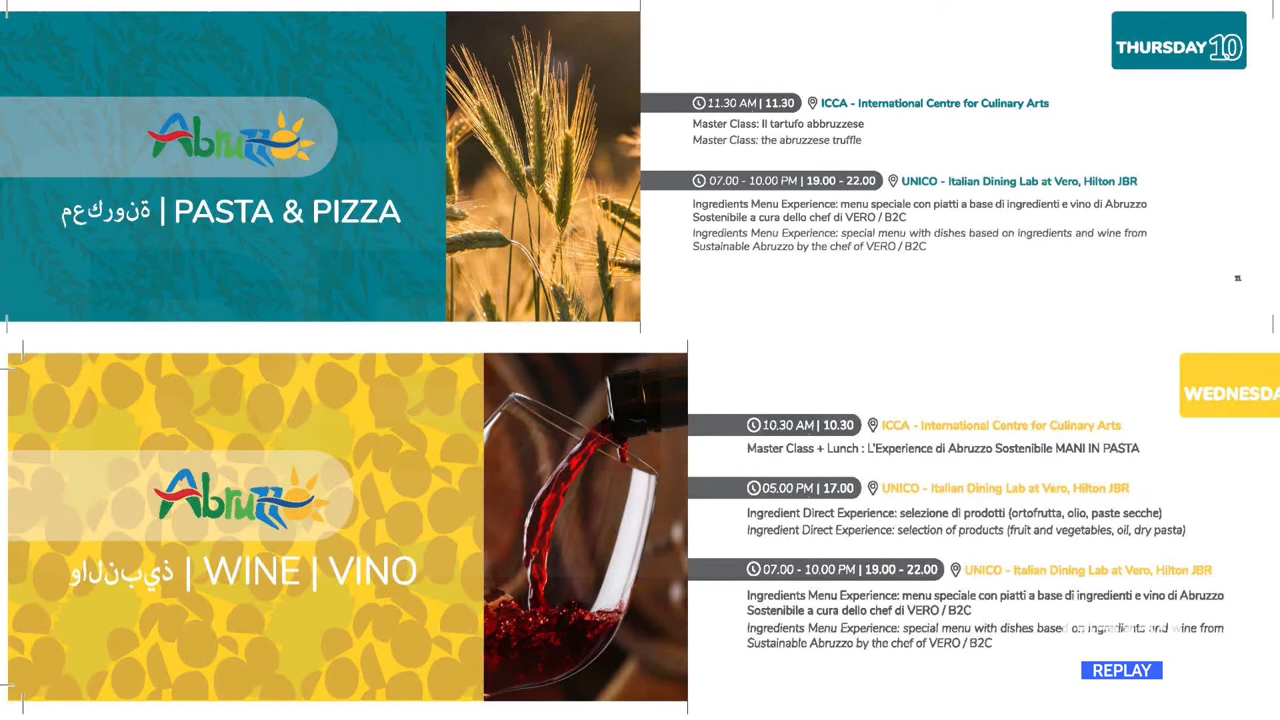 Abruzzo
ةنوركعم | PASTA & PIZZA
THURSDAY 10
11.30 AM | 11.30 ICCA - International Centre for Culinary Arts
Master Class: Il tartufo abbruzzese
Master Class: the abruzzese truffle
07.00 - 10.00 PM | 19.00 - 22.00 UNICO - Italian Dining Lab at Vero, Hilton JBR
Ingredients Menu Experience: menu speciale con piatti a base di ingredienti e vino di Abruzzo
Sostenibile a cura dello chef di VERO / B2C
Ingredients Menu Experience: special menu with dishes based on ingredients and wine from
Sustainable Abruzzo by the chef of VERO / B2C
Abruzzo
ذيبنلاو | WINE | VINO
WEDNESDA
10.30 AM | 10.30 ICCA - International Centre for Culinary Arts
Master Class + Lunch : L'Experience di Abruzzo Sostenibile MANI IN PASTA
05.00 PM | 17.00 UNICO - Italian Dining Lab at Vero, Hilton JBR
Ingredient Direct Experience: selezione di prodotti (ortofrutta, olio, paste secche)
Ingredient Direct Experience: selection of products (fruit and vegetables, oil, dry pasta)
07.00 - 10.00 PM | 19.00 - 22.00 UNICO - Italian Dining Lab at Vero, Hilton JBR
Ingredients Menu Experience: menu speciale con piatti a base di ingredienti e vino di Abruzzo
Sostenibile a cura dello chef di VERO / B2C
Ingredients Menu Experience: special menu with dishes based on ingredients and wine from
Sustainable Abruzzo by the chef of VERO / B2C
REPLAY